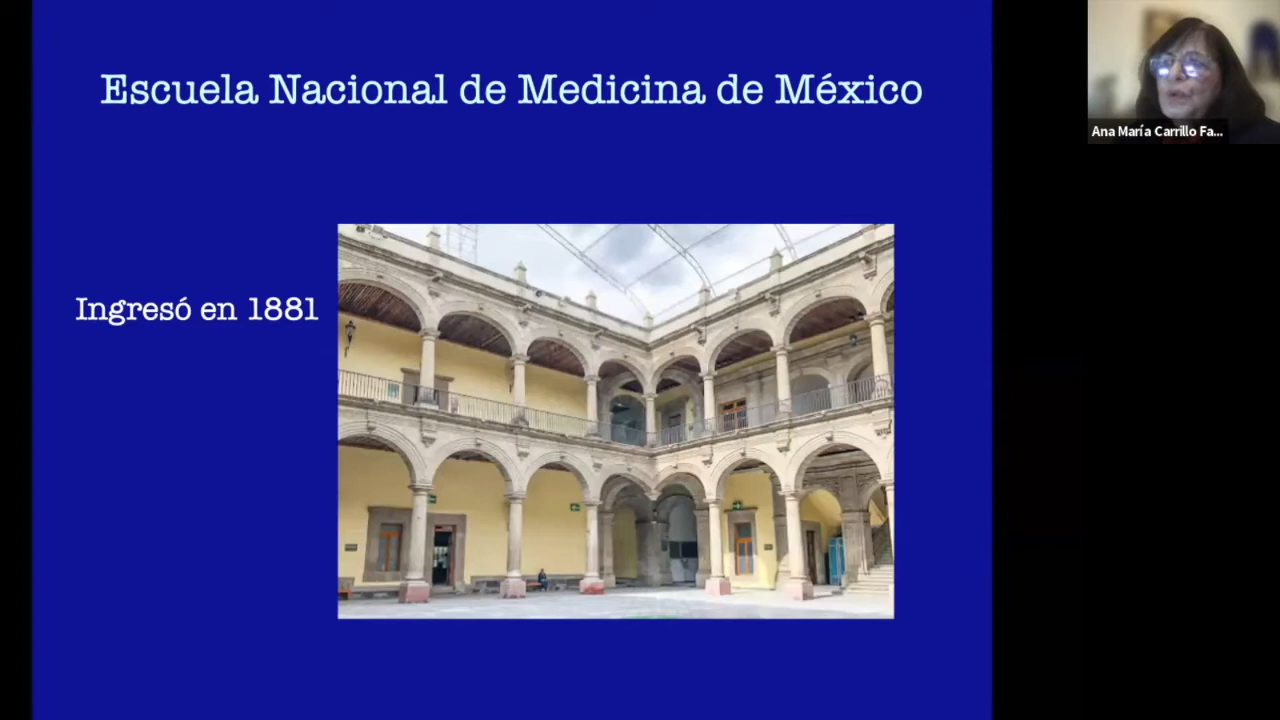 Escuela Nacional de Medicina de México
Ingresó en 1881
Ana María Carrillo Fa...